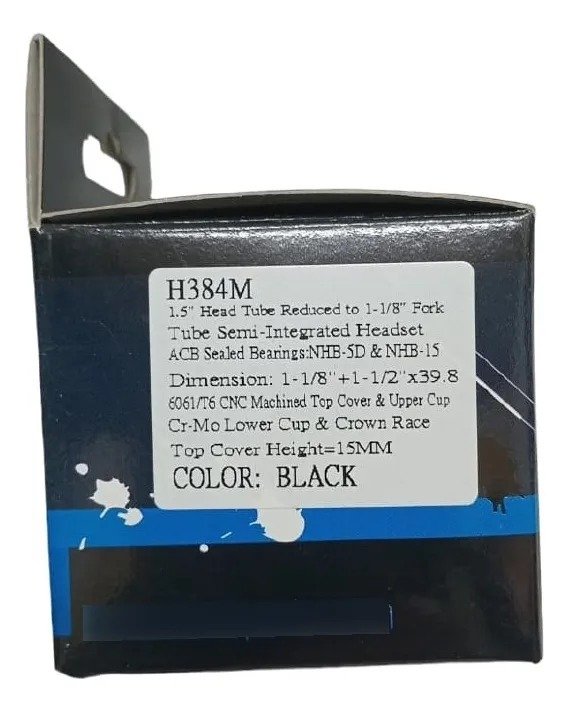 H384M
1.5" Head Tube Reduced to 1-1/8" Fork
Tube Semi-Integrated Headset
ACB Sealed Bearings:NHB-5D & NHB-15
Dimension: 1-1/8"+1-1/2"x39.8
6061/T6 CNC Machined Top Cover & Upper Cup
Cr-Mo Lower Cup & Crown Race
Top Cover Height=15MM
COLOR: BLACK